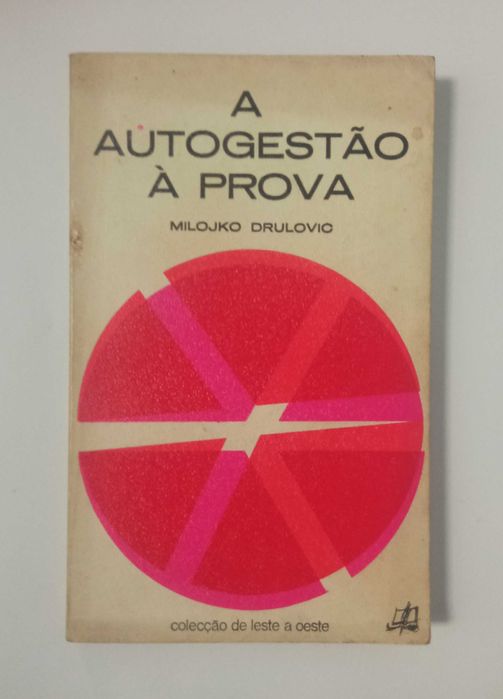 A
AUTOGESTÃO
À PROVA
MILOJKO DRULOVIC
colecção de leste a oeste